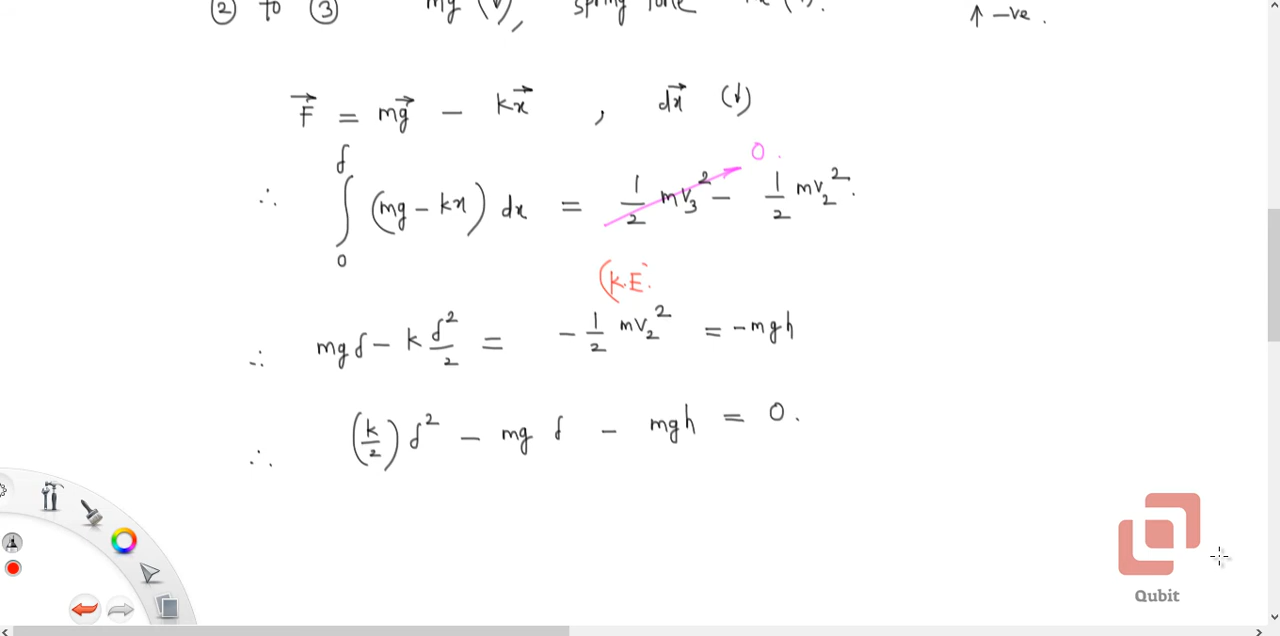 ② to ③ mg (↓), spring force
↑ -ve.
F⃗ = mg⃗ - kx⃗ , dx⃗ (↓)
∴ ∫₀^δ (mg - kx) dx = 1/2 mv₃² - 1/2 mv₂².
0.
(K.E.
∴ mgδ - k δ²/2 = - 1/2 mv₂² = -mgh
∴ (k/2) δ² - mg δ - mgh = 0.
Qubit